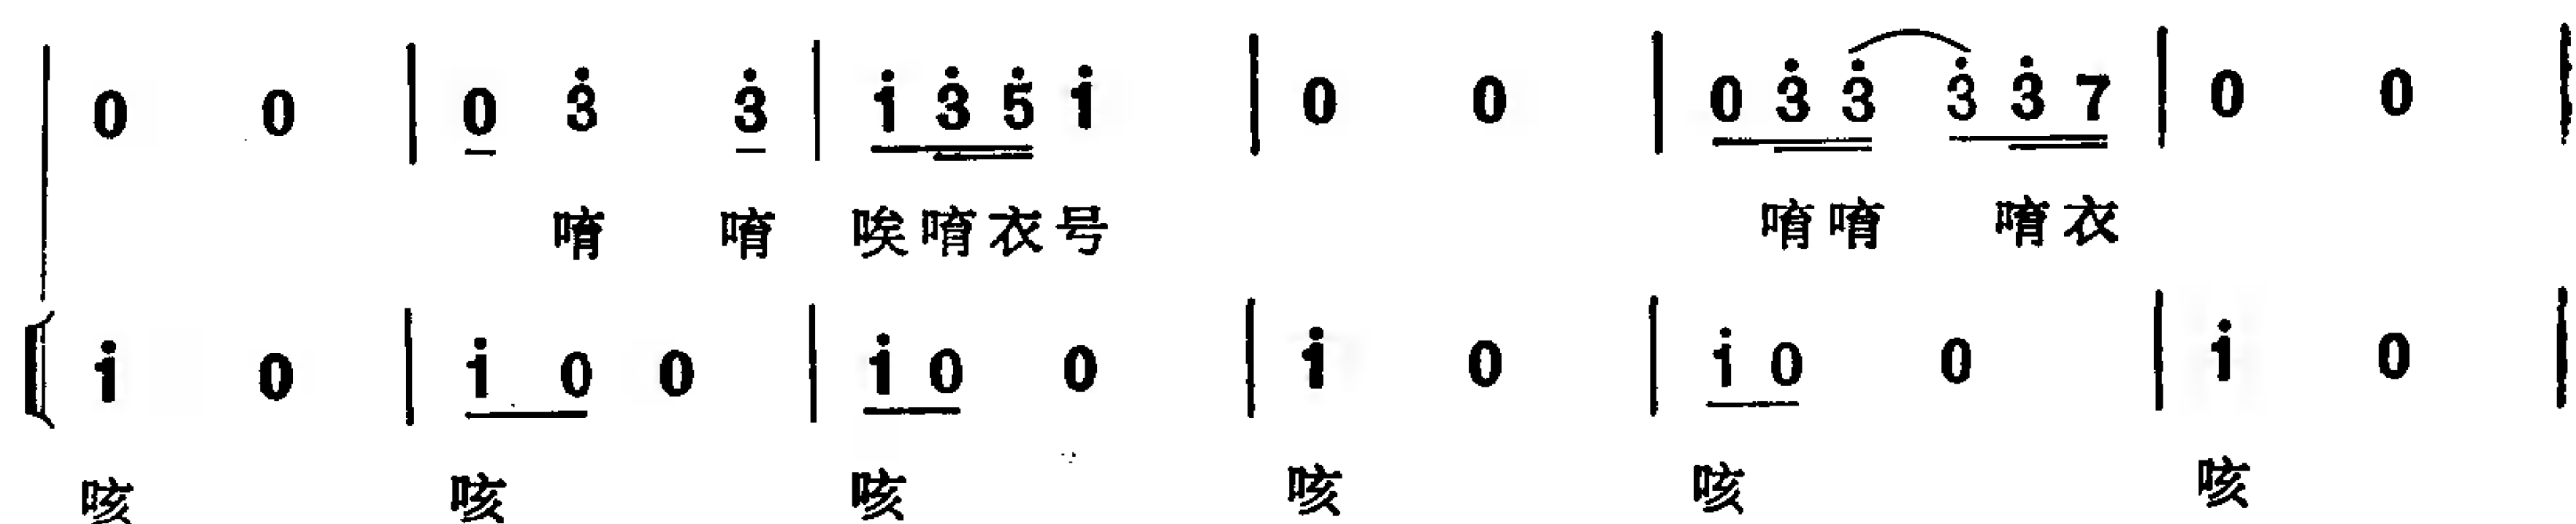 0 0 | 0 3̇ 3̇ | i 3̇ 5̇ i | 0 0 | 0 3̇ 3̇ 3̇ 3̇ 7 | 0 0 |
唷 唷 唉唷衣号 唷唷 唷衣
i 0 | i 0 0 | i 0 0 | i 0 | i 0 0 | i 0 |
咳 咳 咳 咳 咳 咳